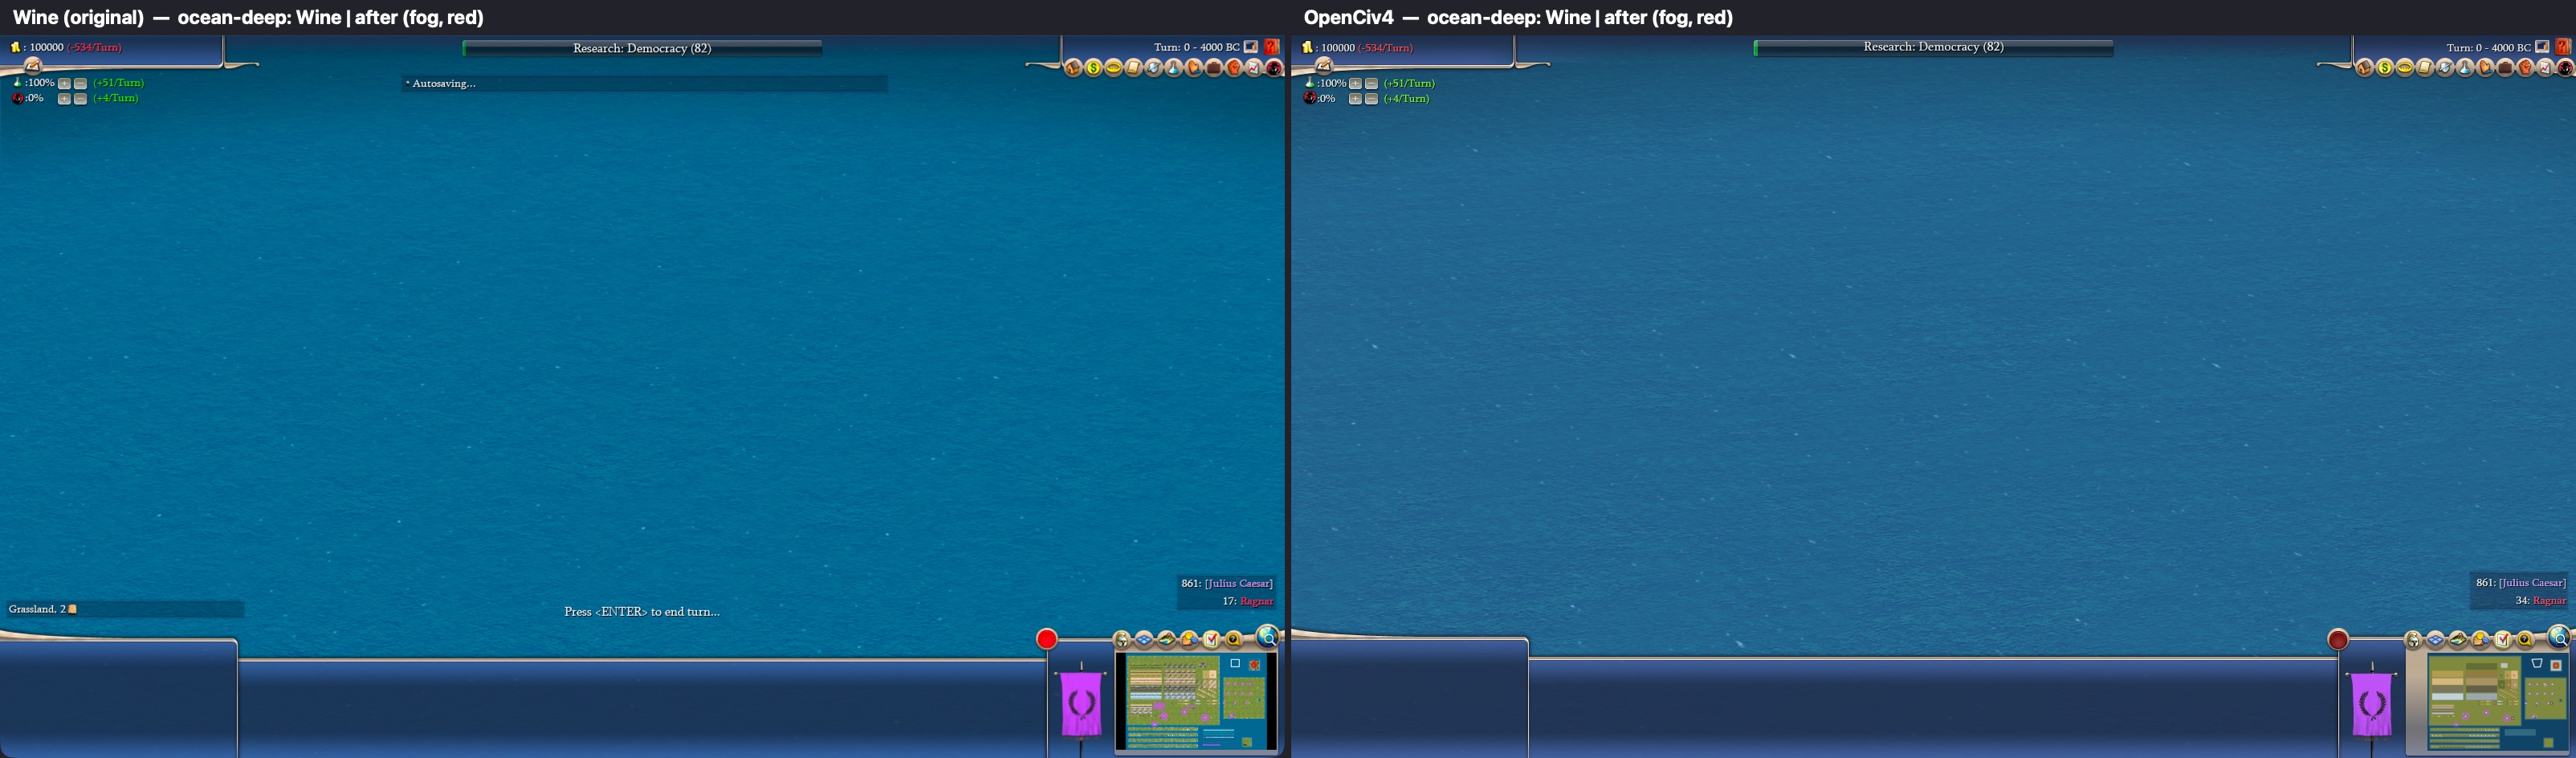 Wine (original) — ocean-deep: Wine | after (fog, red)
: 100000 (-534/Turn)
Research: Democracy (82)
Turn: 0 - 4000 BC
:100% (+51/Turn)
:0% (+4/Turn)
* Autosaving...
861: [Julius Caesar]
17: Ragnar
Grassland, 2
Press <ENTER> to end turn...
OpenCiv4 — ocean-deep: Wine | after (fog, red)
: 100000 (-534/Turn)
Research: Democracy (82)
Turn: 0 - 4000 BC
:100% (+51/Turn)
:0% (+4/Turn)
861: [Julius Caesar]
34: Ragnar